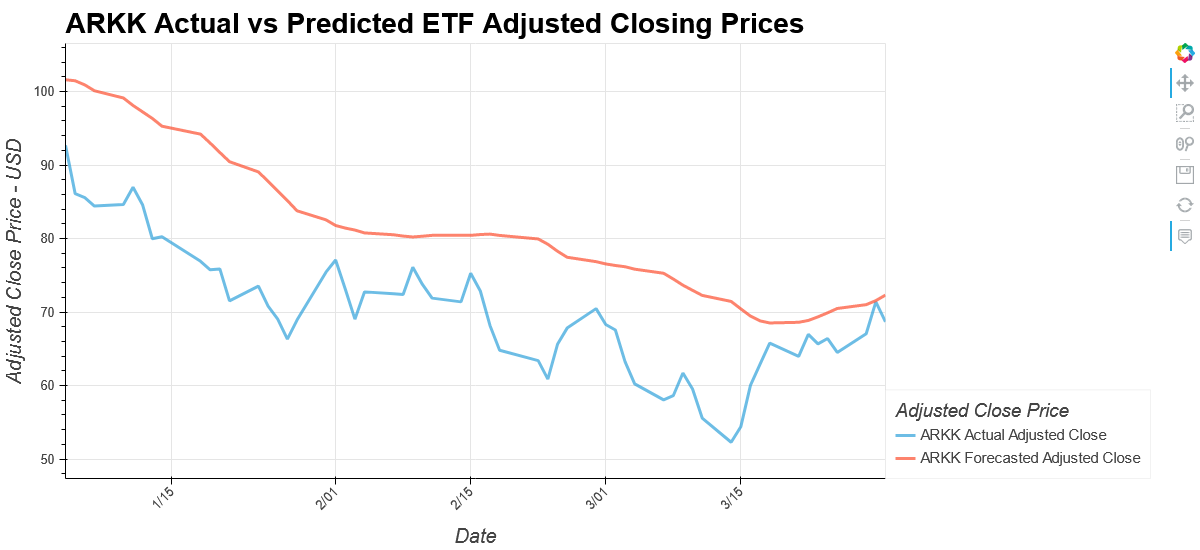 ARKK Actual vs Predicted ETF Adjusted Closing Prices
Adjusted Close Price - USD
100
90
80
70
60
50
1/15
2/01
2/15
3/01
3/15
Date
Adjusted Close Price
ARKK Actual Adjusted Close
ARKK Forecasted Adjusted Close